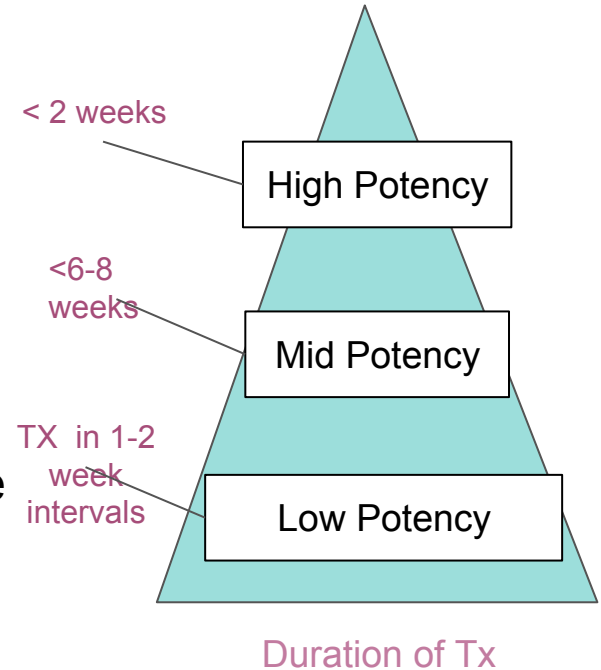 < 2 weeks
High Potency
<6-8
weeks
Mid Potency
TX in 1-2
week
intervals
e
Low Potency
Duration of Tx